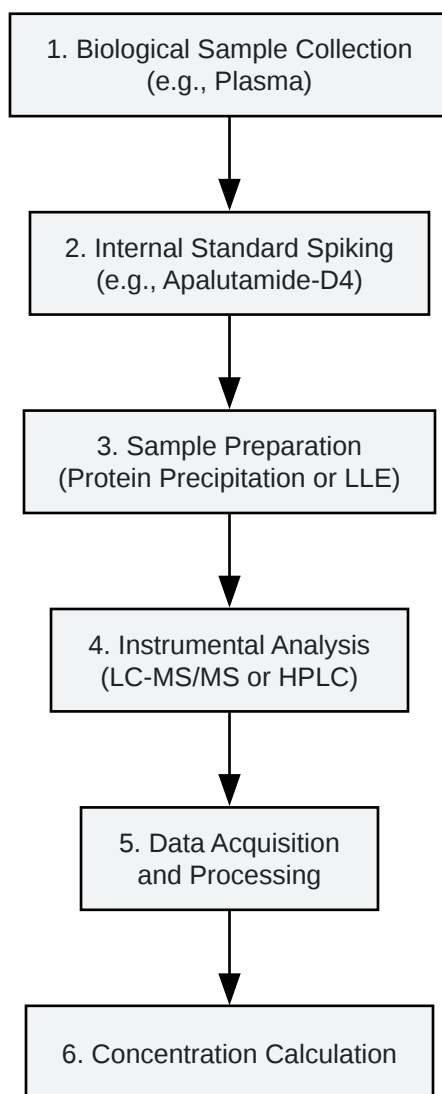 1. Biological Sample Collection
(e.g., Plasma)
2. Internal Standard Spiking
(e.g., Apalutamide-D4)
3. Sample Preparation
(Protein Precipitation or LLE)
4. Instrumental Analysis
(LC-MS/MS or HPLC)
5. Data Acquisition
and Processing
6. Concentration Calculation